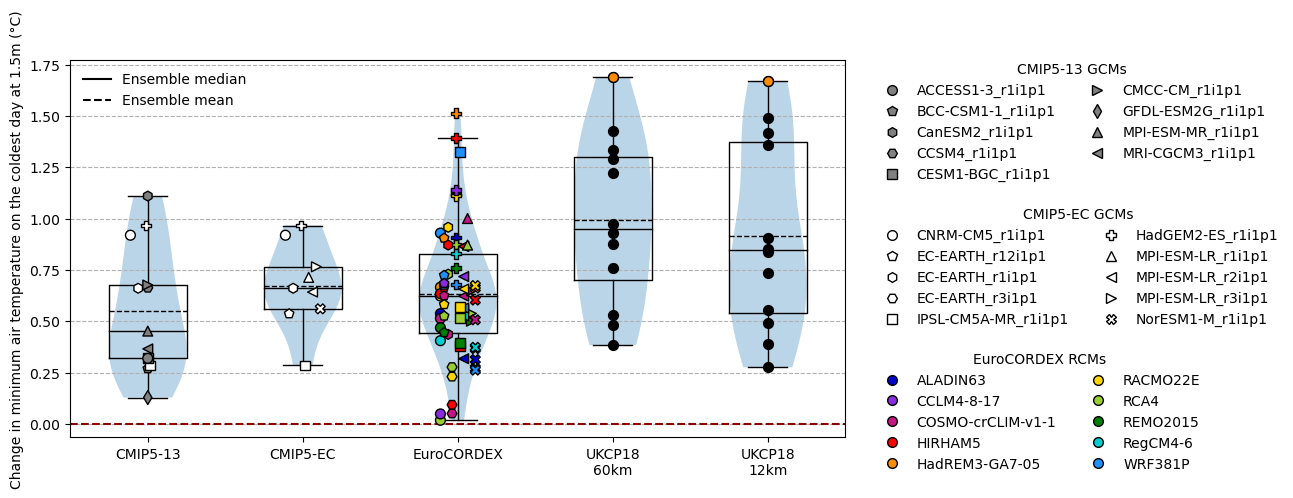 Change in minimum air temperature on the coldest day at 1.5m (°C)
1.75
1.50
1.25
1.00
0.75
0.50
0.25
0.00
Ensemble median
Ensemble mean
CMIP5-13
CMIP5-EC
EuroCORDEX
UKCP18
60km
UKCP18
12km
CMIP5-13 GCMs
ACCESS1-3_r1i1p1
BCC-CSM1-1_r1i1p1
CanESM2_r1i1p1
CCSM4_r1i1p1
CESM1-BGC_r1i1p1
CMCC-CM_r1i1p1
GFDL-ESM2G_r1i1p1
MPI-ESM-MR_r1i1p1
MRI-CGCM3_r1i1p1
CMIP5-EC GCMs
CNRM-CM5_r1i1p1
EC-EARTH_r12i1p1
EC-EARTH_r1i1p1
EC-EARTH_r3i1p1
IPSL-CM5A-MR_r1i1p1
HadGEM2-ES_r1i1p1
MPI-ESM-LR_r1i1p1
MPI-ESM-LR_r2i1p1
MPI-ESM-LR_r3i1p1
NorESM1-M_r1i1p1
EuroCORDEX RCMs
ALADIN63
CCLM4-8-17
COSMO-crCLIM-v1-1
HIRHAM5
HadREM3-GA7-05
RACMO22E
RCA4
REMO2015
RegCM4-6
WRF381P